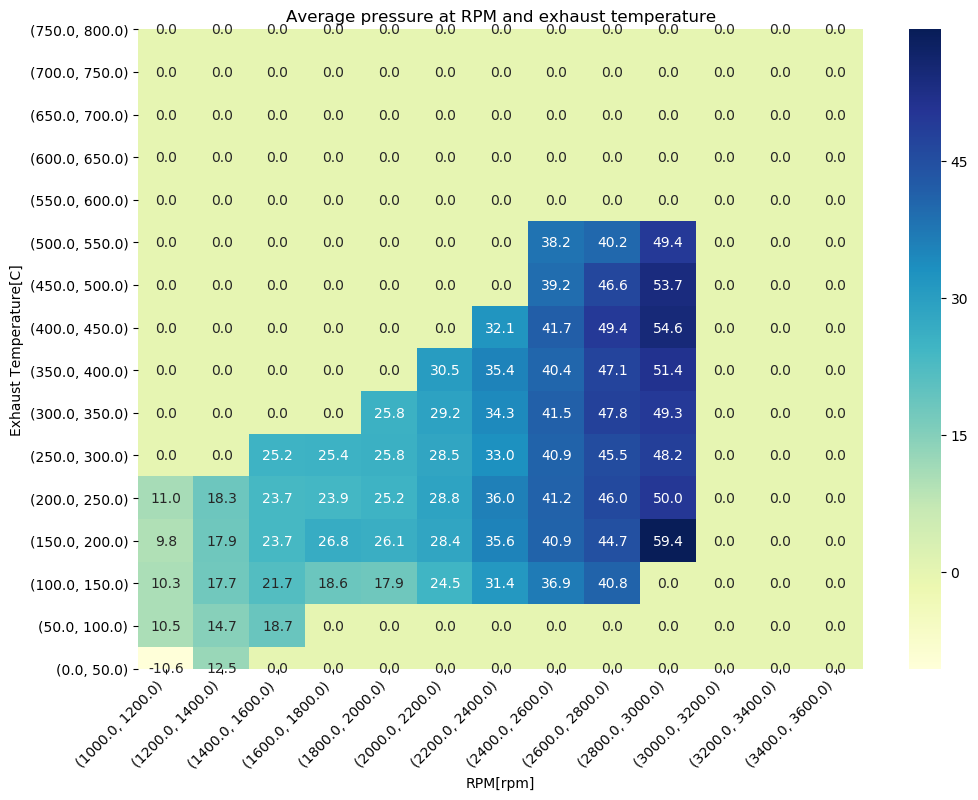 Average pressure at RPM and exhaust temperature
(750.0, 800.0) 0.0 0.0 0.0 0.0 0.0 0.0 0.0 0.0 0.0 0.0 0.0 0.0 0.0
(700.0, 750.0) 0.0 0.0 0.0 0.0 0.0 0.0 0.0 0.0 0.0 0.0 0.0 0.0 0.0
(650.0, 700.0) 0.0 0.0 0.0 0.0 0.0 0.0 0.0 0.0 0.0 0.0 0.0 0.0 0.0
(600.0, 650.0) 0.0 0.0 0.0 0.0 0.0 0.0 0.0 0.0 0.0 0.0 0.0 0.0 0.0
(550.0, 600.0) 0.0 0.0 0.0 0.0 0.0 0.0 0.0 0.0 0.0 0.0 0.0 0.0 0.0
(500.0, 550.0) 0.0 0.0 0.0 0.0 0.0 0.0 0.0 38.2 40.2 49.4 0.0 0.0 0.0
(450.0, 500.0) 0.0 0.0 0.0 0.0 0.0 0.0 0.0 39.2 46.6 53.7 0.0 0.0 0.0
(400.0, 450.0) 0.0 0.0 0.0 0.0 0.0 0.0 32.1 41.7 49.4 54.6 0.0 0.0 0.0
(350.0, 400.0) 0.0 0.0 0.0 0.0 0.0 30.5 35.4 40.4 47.1 51.4 0.0 0.0 0.0
(300.0, 350.0) 0.0 0.0 0.0 0.0 25.8 29.2 34.3 41.5 47.8 49.3 0.0 0.0 0.0
(250.0, 300.0) 0.0 0.0 25.2 25.4 25.8 28.5 33.0 40.9 45.5 48.2 0.0 0.0 0.0
(200.0, 250.0) 11.0 18.3 23.7 23.9 25.2 28.8 36.0 41.2 46.0 50.0 0.0 0.0 0.0
(150.0, 200.0) 9.8 17.9 23.7 26.8 26.1 28.4 35.6 40.9 44.7 59.4 0.0 0.0 0.0
(100.0, 150.0) 10.3 17.7 21.7 18.6 17.9 24.5 31.4 36.9 40.8 0.0 0.0 0.0 0.0
(50.0, 100.0) 10.5 14.7 18.7 0.0 0.0 0.0 0.0 0.0 0.0 0.0 0.0 0.0 0.0
(0.0, 50.0) -10.6 12.5 0.0 0.0 0.0 0.0 0.0 0.0 0.0 0.0 0.0 0.0 0.0
Exhaust Temperature[C]
(1000.0, 1200.0)
(1200.0, 1400.0)
(1400.0, 1600.0)
(1600.0, 1800.0)
(1800.0, 2000.0)
(2000.0, 2200.0)
(2200.0, 2400.0)
(2400.0, 2600.0)
(2600.0, 2800.0)
(2800.0, 3000.0)
(3000.0, 3200.0)
(3200.0, 3400.0)
(3400.0, 3600.0)
RPM[rpm]
45
30
15
0